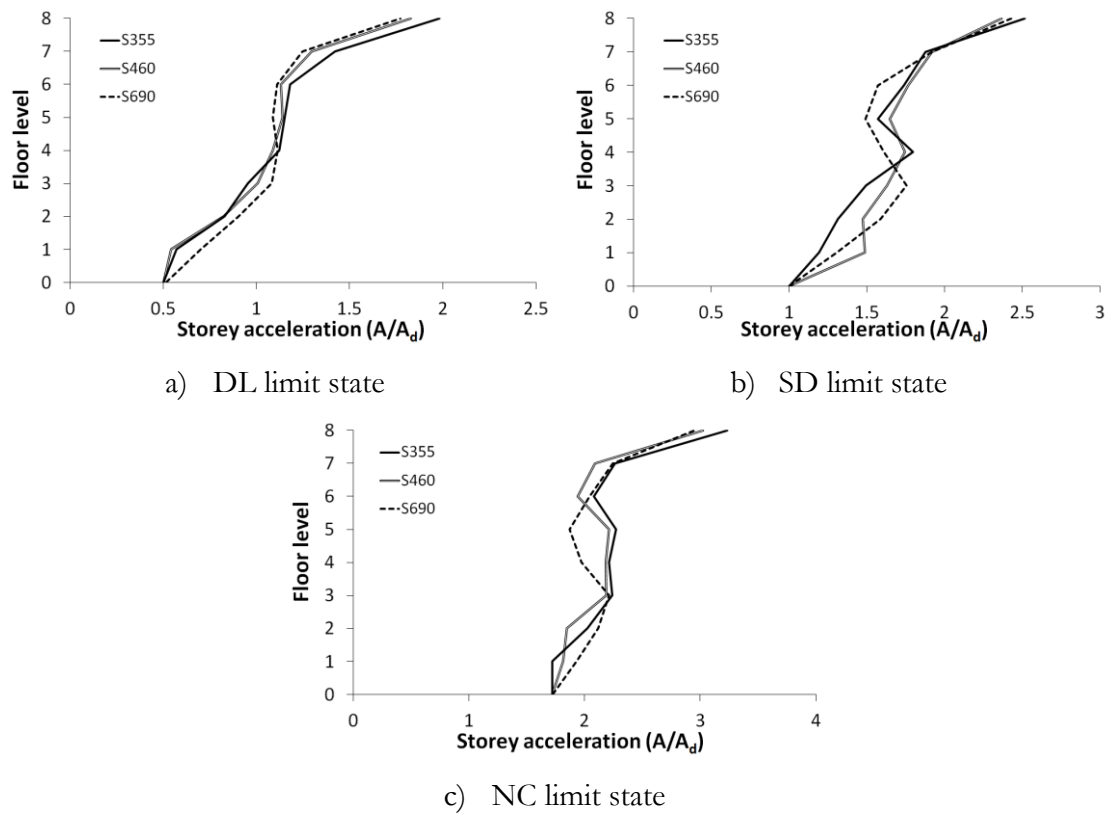 8
7
6
5
4
3
2
1
0
Floor level
S355
S460
S690
0 0.5 1 1.5 2 2.5
Storey acceleration (A/Ad)
a) DL limit state
8
7
6
5
4
3
2
1
0
Floor level
S355
S460
S690
0 0.5 1 1.5 2 2.5 3
Storey acceleration (A/Ad)
b) SD limit state
8
7
6
5
4
3
2
1
0
Floor level
S355
S460
S690
0 1 2 3 4
Storey acceleration (A/Ad)
c) NC limit state